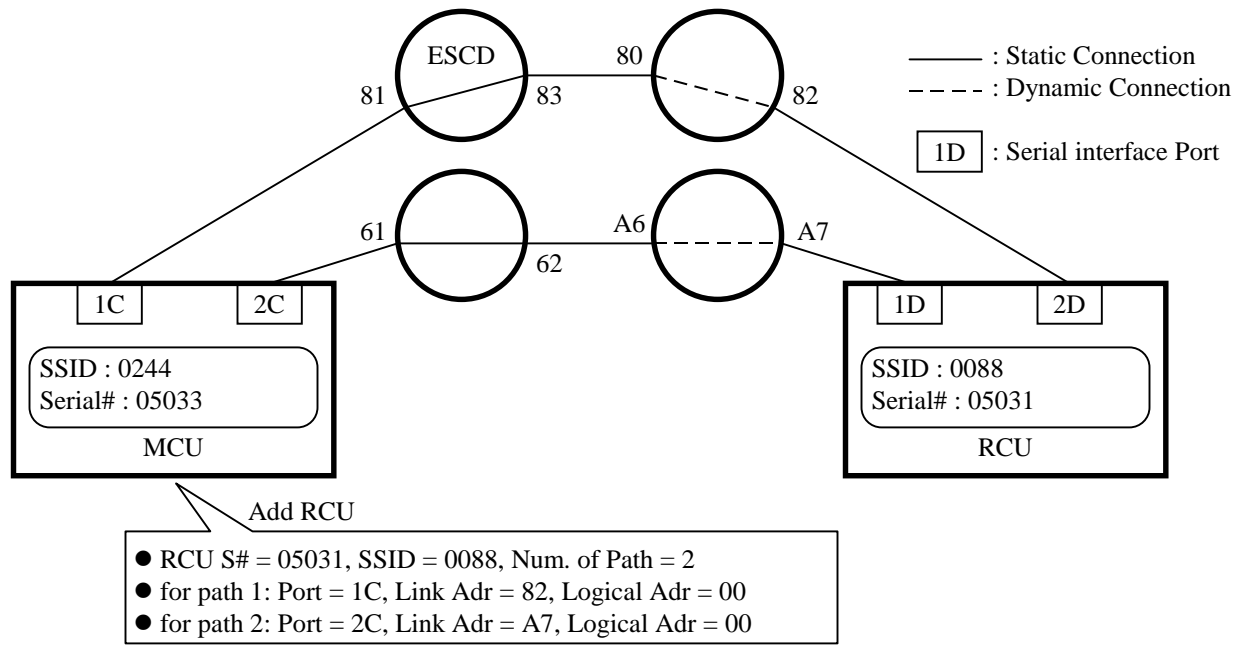 ESCD
80
81
83
82
: Static Connection
: Dynamic Connection
1D : Serial interface Port
61
62
A6
A7
1C
2C
SSID : 0244
Serial# : 05033
MCU
1D
2D
SSID : 0088
Serial# : 05031
RCU
Add RCU
● RCU S# = 05031, SSID = 0088, Num. of Path = 2
● for path 1: Port = 1C, Link Adr = 82, Logical Adr = 00
● for path 2: Port = 2C, Link Adr = A7, Logical Adr = 00